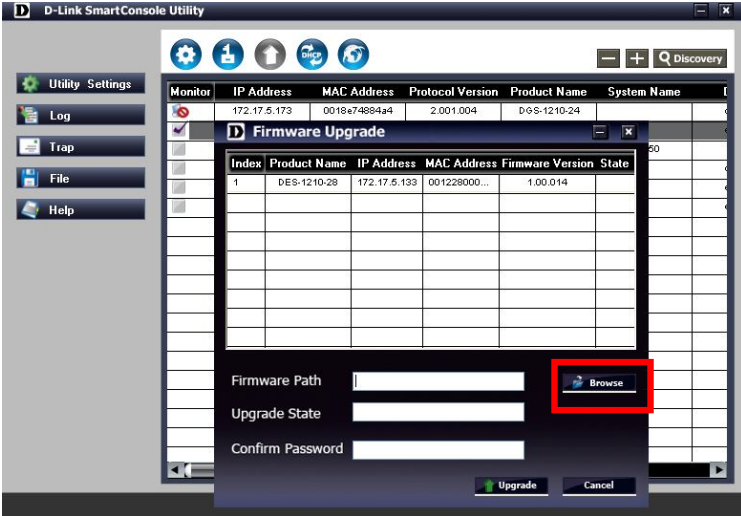 D-Link SmartConsole Utility
DHCP
Discovery
Utility Settings
Log
Trap
File
Help
Monitor IP Address MAC Address Protocol Version Product Name System Name
172.17.5.173 0018e74884a4 2.001.004 DGS-1210-24
50
D Firmware Upgrade
Index Product Name IP Address MAC Address Firmware Version State
1 DES-1210-28 172.17.5.133 001228000... 1.00.014
Firmware Path
Browse
Upgrade State
Confirm Password
Upgrade Cancel